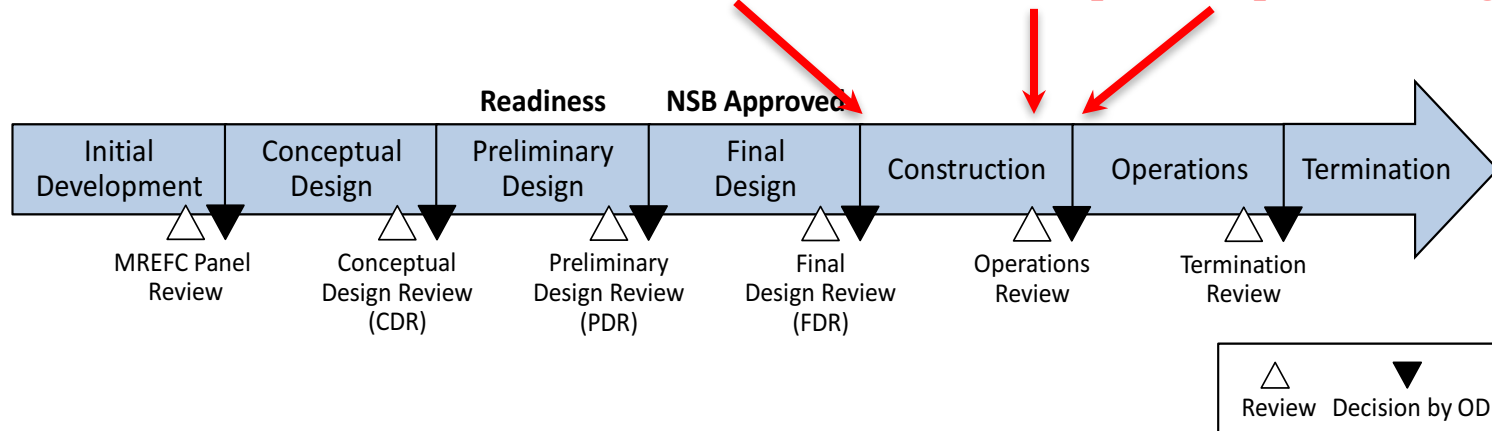 Readiness
NSB Approved
Initial
Development
Conceptual
Design
Preliminary
Design
Final
Design
Construction
Operations
Termination
MREFC Panel
Review
Conceptual
Design Review
(CDR)
Preliminary
Design Review
(PDR)
Final
Design Review
(FDR)
Operations
Review
Termination
Review
Review
Decision by OD